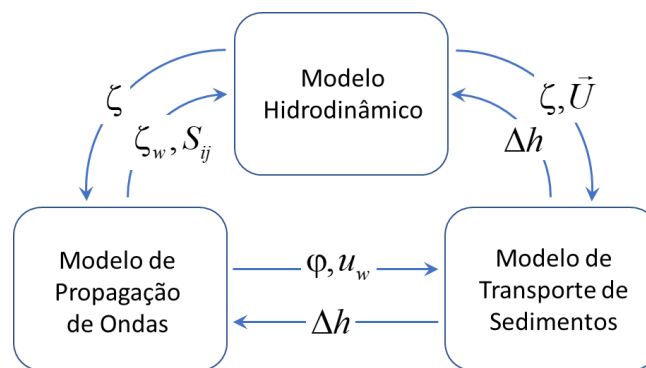 Modelo
Hidrodinâmico
ζ
ζ_w, S_ij
ζ, U⃗
Δh
Modelo de
Propagação
de Ondas
φ, u_w
Δh
Modelo de
Transporte de
Sedimentos